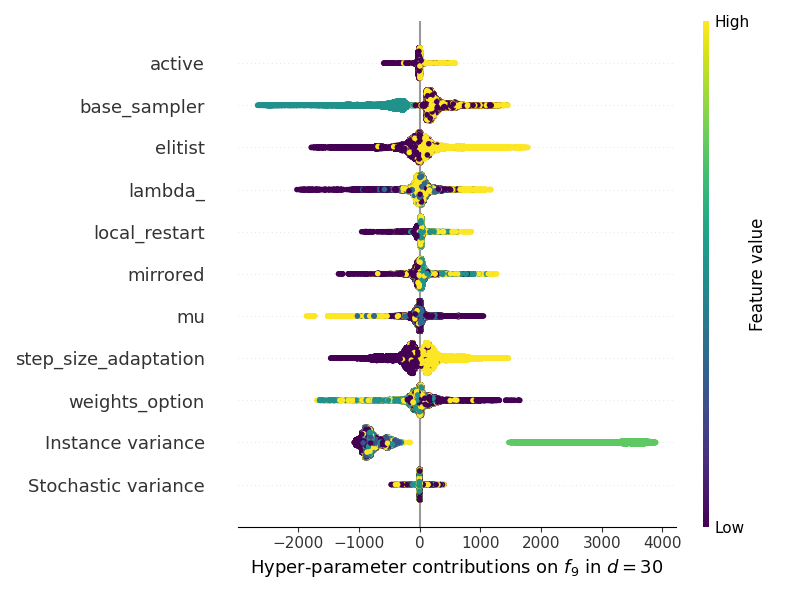 High
active
base_sampler
elitist
lambda_
local_restart
mirrored
mu
step_size_adaptation
weights_option
Instance variance
Stochastic variance
Feature value
Low
−2000 −1000 0 1000 2000 3000 4000
Hyper-parameter contributions on $f_9$ in $d = 30$